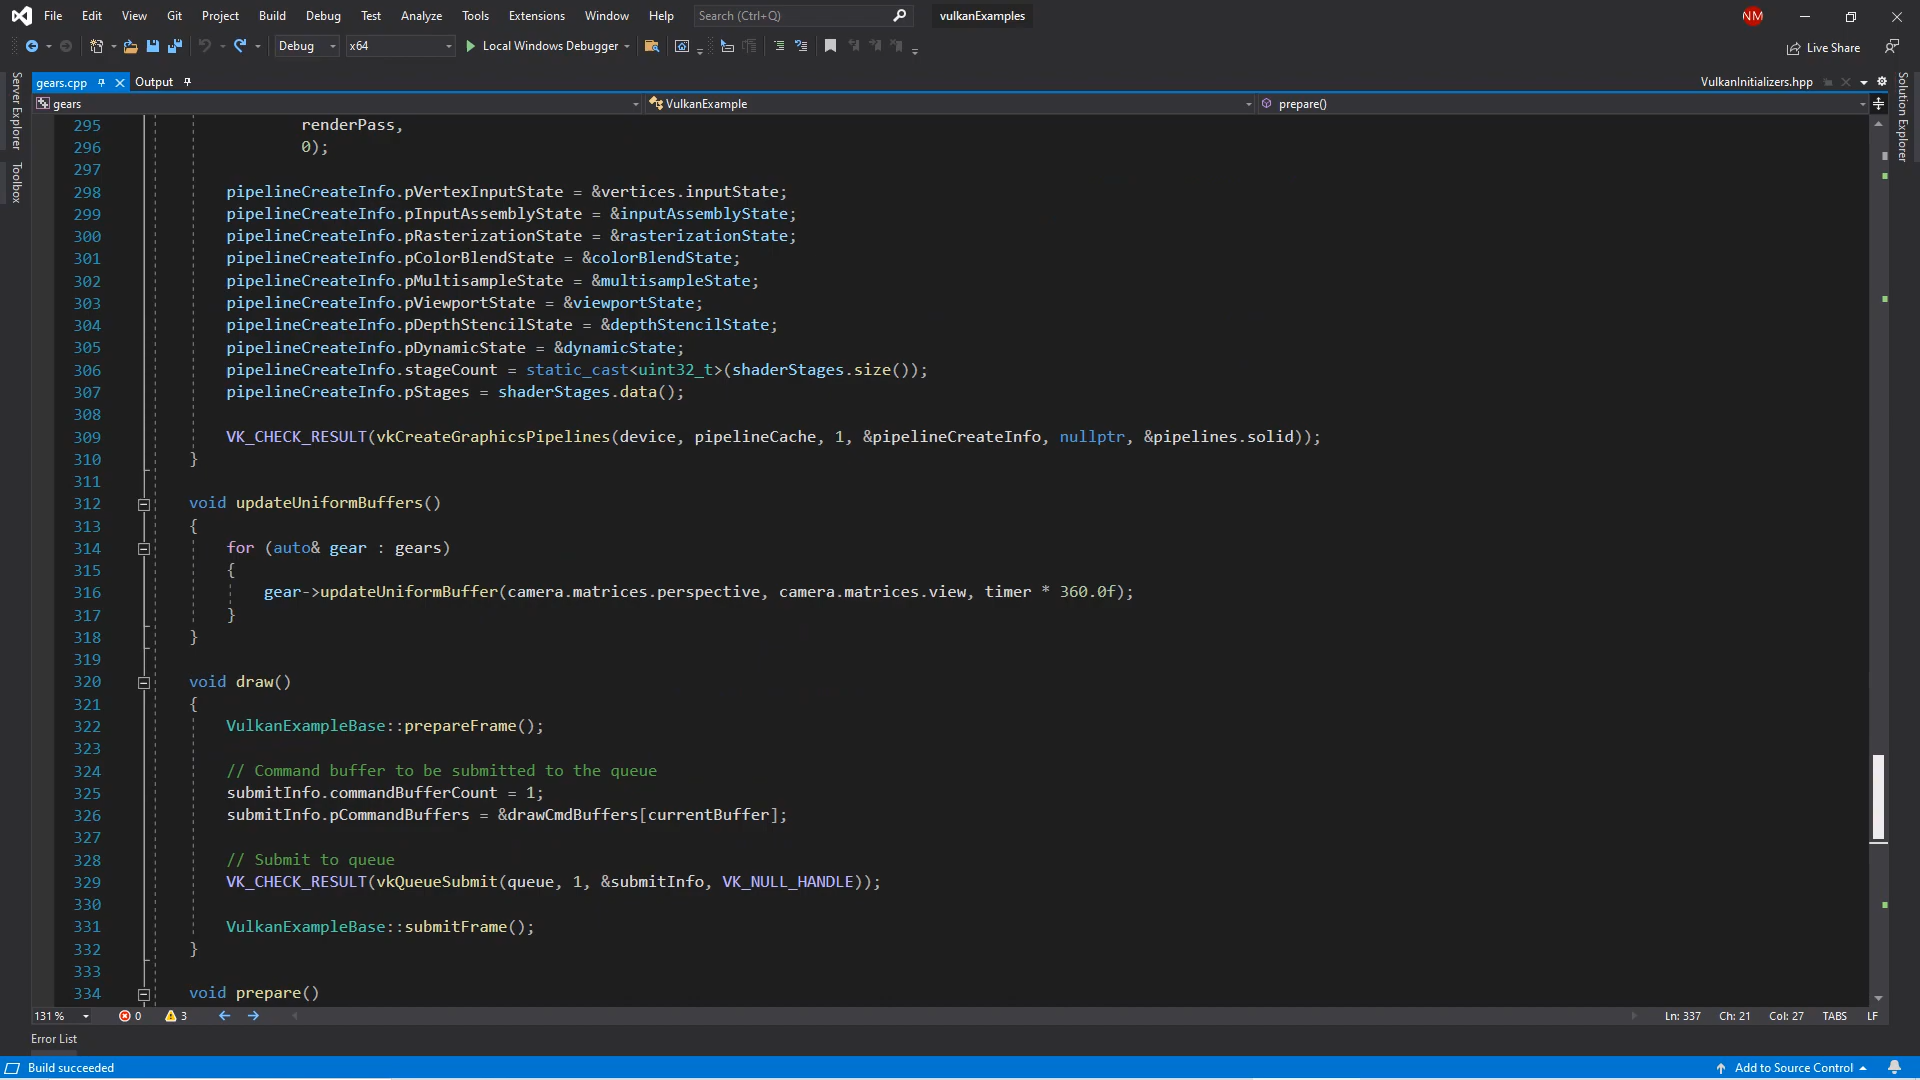 File Edit View Git Project Build Debug Test Analyze Tools Extensions Window Help Search (Ctrl+Q) vulkanExamples NM
Debug x64 Local Windows Debugger Live Share
gears.cpp Output VulkanInitializers.hpp
gears VulkanExample prepare()
Server Explorer
Toolbox
Solution Explorer
295 renderPass,
296 0);
297
298 pipelineCreateInfo.pVertexInputState = &vertices.inputState;
299 pipelineCreateInfo.pInputAssemblyState = &inputAssemblyState;
300 pipelineCreateInfo.pRasterizationState = &rasterizationState;
301 pipelineCreateInfo.pColorBlendState = &colorBlendState;
302 pipelineCreateInfo.pMultisampleState = &multisampleState;
303 pipelineCreateInfo.pViewportState = &viewportState;
304 pipelineCreateInfo.pDepthStencilState = &depthStencilState;
305 pipelineCreateInfo.pDynamicState = &dynamicState;
306 pipelineCreateInfo.stageCount = static_cast<uint32_t>(shaderStages.size());
307 pipelineCreateInfo.pStages = shaderStages.data();
308
309 VK_CHECK_RESULT(vkCreateGraphicsPipelines(device, pipelineCache, 1, &pipelineCreateInfo, nullptr, &pipelines.solid));
310 }
311
312 void updateUniformBuffers()
313 {
314 for (auto& gear : gears)
315 {
316 gear->updateUniformBuffer(camera.matrices.perspective, camera.matrices.view, timer * 360.0f);
317 }
318 }
319
320 void draw()
321 {
322 VulkanExampleBase::prepareFrame();
323
324 // Command buffer to be submitted to the queue
325 submitInfo.commandBufferCount = 1;
326 submitInfo.pCommandBuffers = &drawCmdBuffers[currentBuffer];
327
328 // Submit to queue
329 VK_CHECK_RESULT(vkQueueSubmit(queue, 1, &submitInfo, VK_NULL_HANDLE));
330
331 VulkanExampleBase::submitFrame();
332 }
333
334 void prepare()
131 % 0 3 Ln: 337 Ch: 21 Col: 27 TABS LF
Error List
Build succeeded Add to Source Control